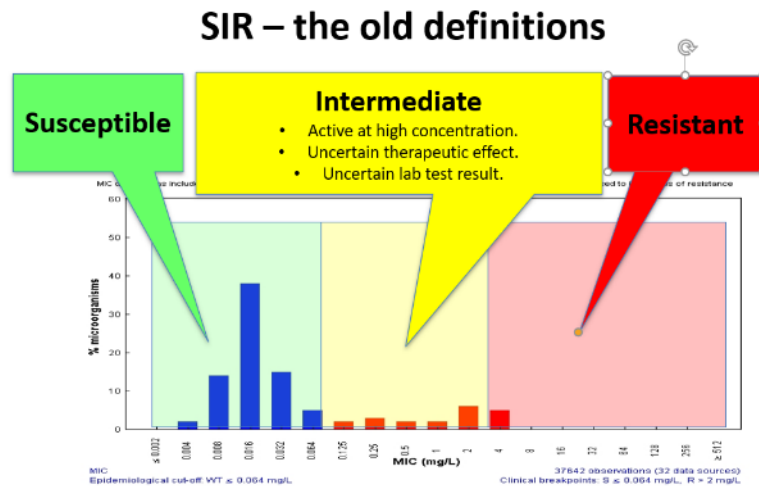 SIR – the old definitions
Susceptible
Intermediate
• Active at high concentration.
• Uncertain therapeutic effect.
• Uncertain lab test result.
Resistant
MIC
includ
of resistance
% microorganisms
60
50
40
30
20
10
0
≤ 0.002
0.004
0.008
0.016
0.032
0.064
0.125
0.25
0.5
1
2
4
8
16
32
64
128
256
≥ 512
MIC (mg/L)
MIC
Epidemiological cut-off: WT ≤ 0.064 mg/L
37642 observations (32 data sources)
Clinical breakpoints: S ≤ 0.064 mg/L, R > 2 mg/L